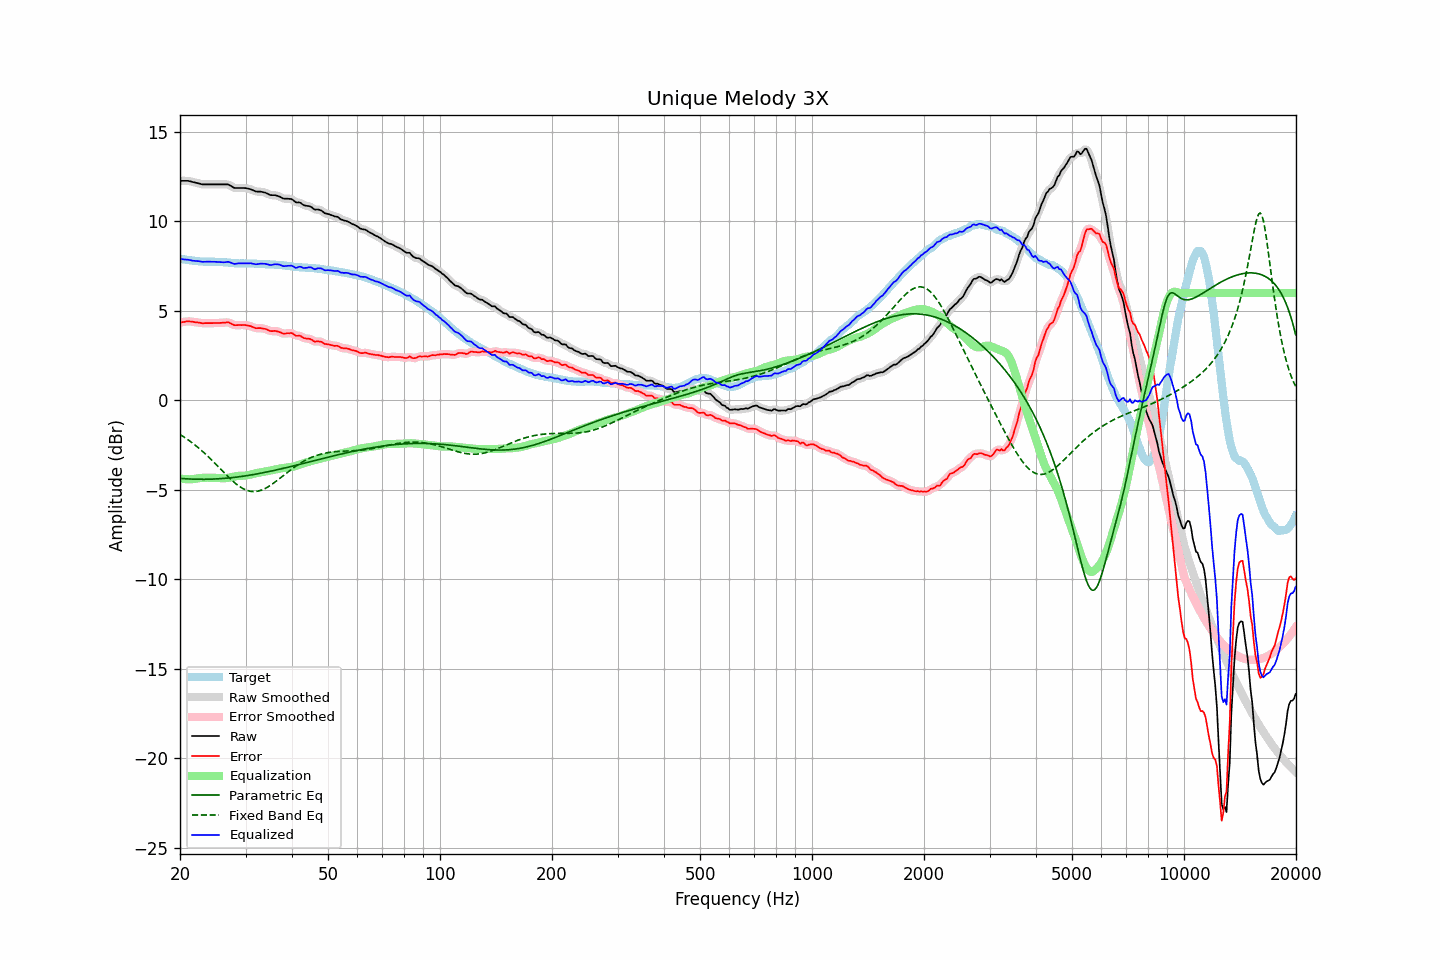 Unique Melody 3X
15
10
5
0
−5
−10
−15
−20
−25
Amplitude (dBr)
Target
Raw Smoothed
Error Smoothed
Raw
Error
Equalization
Parametric Eq
Fixed Band Eq
Equalized
20 50 100 200 500 1000 2000 5000 10000 20000
Frequency (Hz)